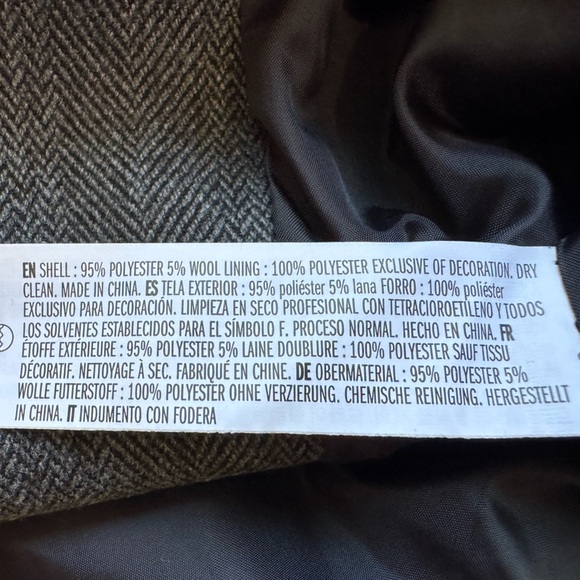 EN SHELL : 95% POLYESTER 5% WOOL LINING : 100% POLYESTER EXCLUSIVE OF DECORATION. DRY
CLEAN. MADE IN CHINA. ES TELA EXTERIOR : 95% poliéster 5% lana FORRO : 100% poliéster
EXCLUSIVO PARA DECORACIÓN. LIMPIEZA EN SECO PROFESIONAL CON TETRACIOROETILENO Y TODOS
LOS SOLVENTES ESTABLECIDOS PARA EL SÍMBOLO F. PROCESO NORMAL. HECHO EN CHINA. FR
ÉTOFFE EXTÉRIEURE : 95% POLYESTER 5% LAINE DOUBLURE : 100% POLYESTER SAUF TISSU
DÉCORATIF. NETTOYAGE À SEC. FABRIQUÉ EN CHINE. DE OBERMATERIAL : 95% POLYESTER 5%
WOLLE FUTTERSTOFF : 100% POLYESTER OHNE VERZIERUNG. CHEMISCHE REINIGUNG. HERGESTELLT
IN CHINA. IT INDUMENTO CON FODERA